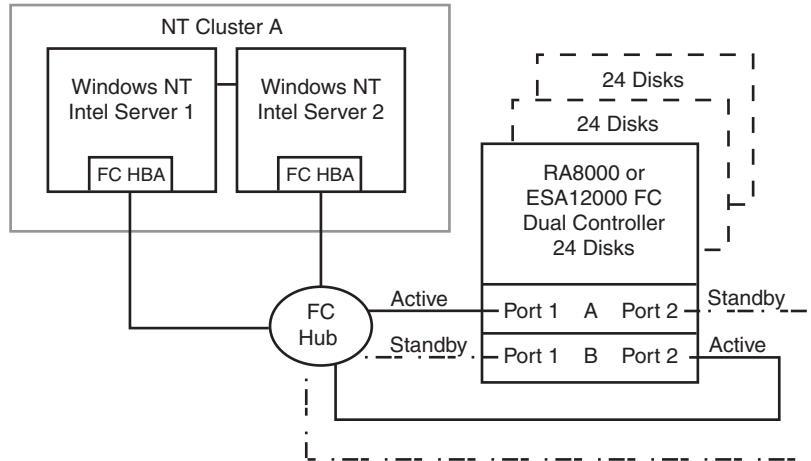 NT Cluster A
Windows NT
Intel Server 1
Windows NT
Intel Server 2
FC HBA
FC HBA
24 Disks
24 Disks
RA8000 or
ESA12000 FC
Dual Controller
24 Disks
FC
Hub
Active
Port 1 A Port 2
Standby
Standby
Port 1 B Port 2
Active